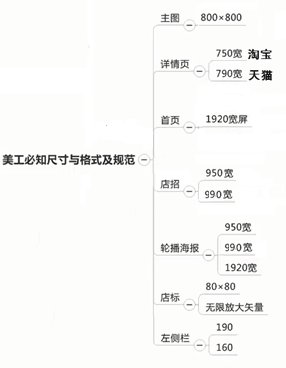 主图
800×800
详情页
750宽 淘宝
790宽 天猫
首页
1920宽屏
美工必知尺寸与格式及规范
店招
950宽
990宽
轮播海报
950宽
990宽
1920宽
店标
80×80
无限放大矢量
左侧栏
190
160